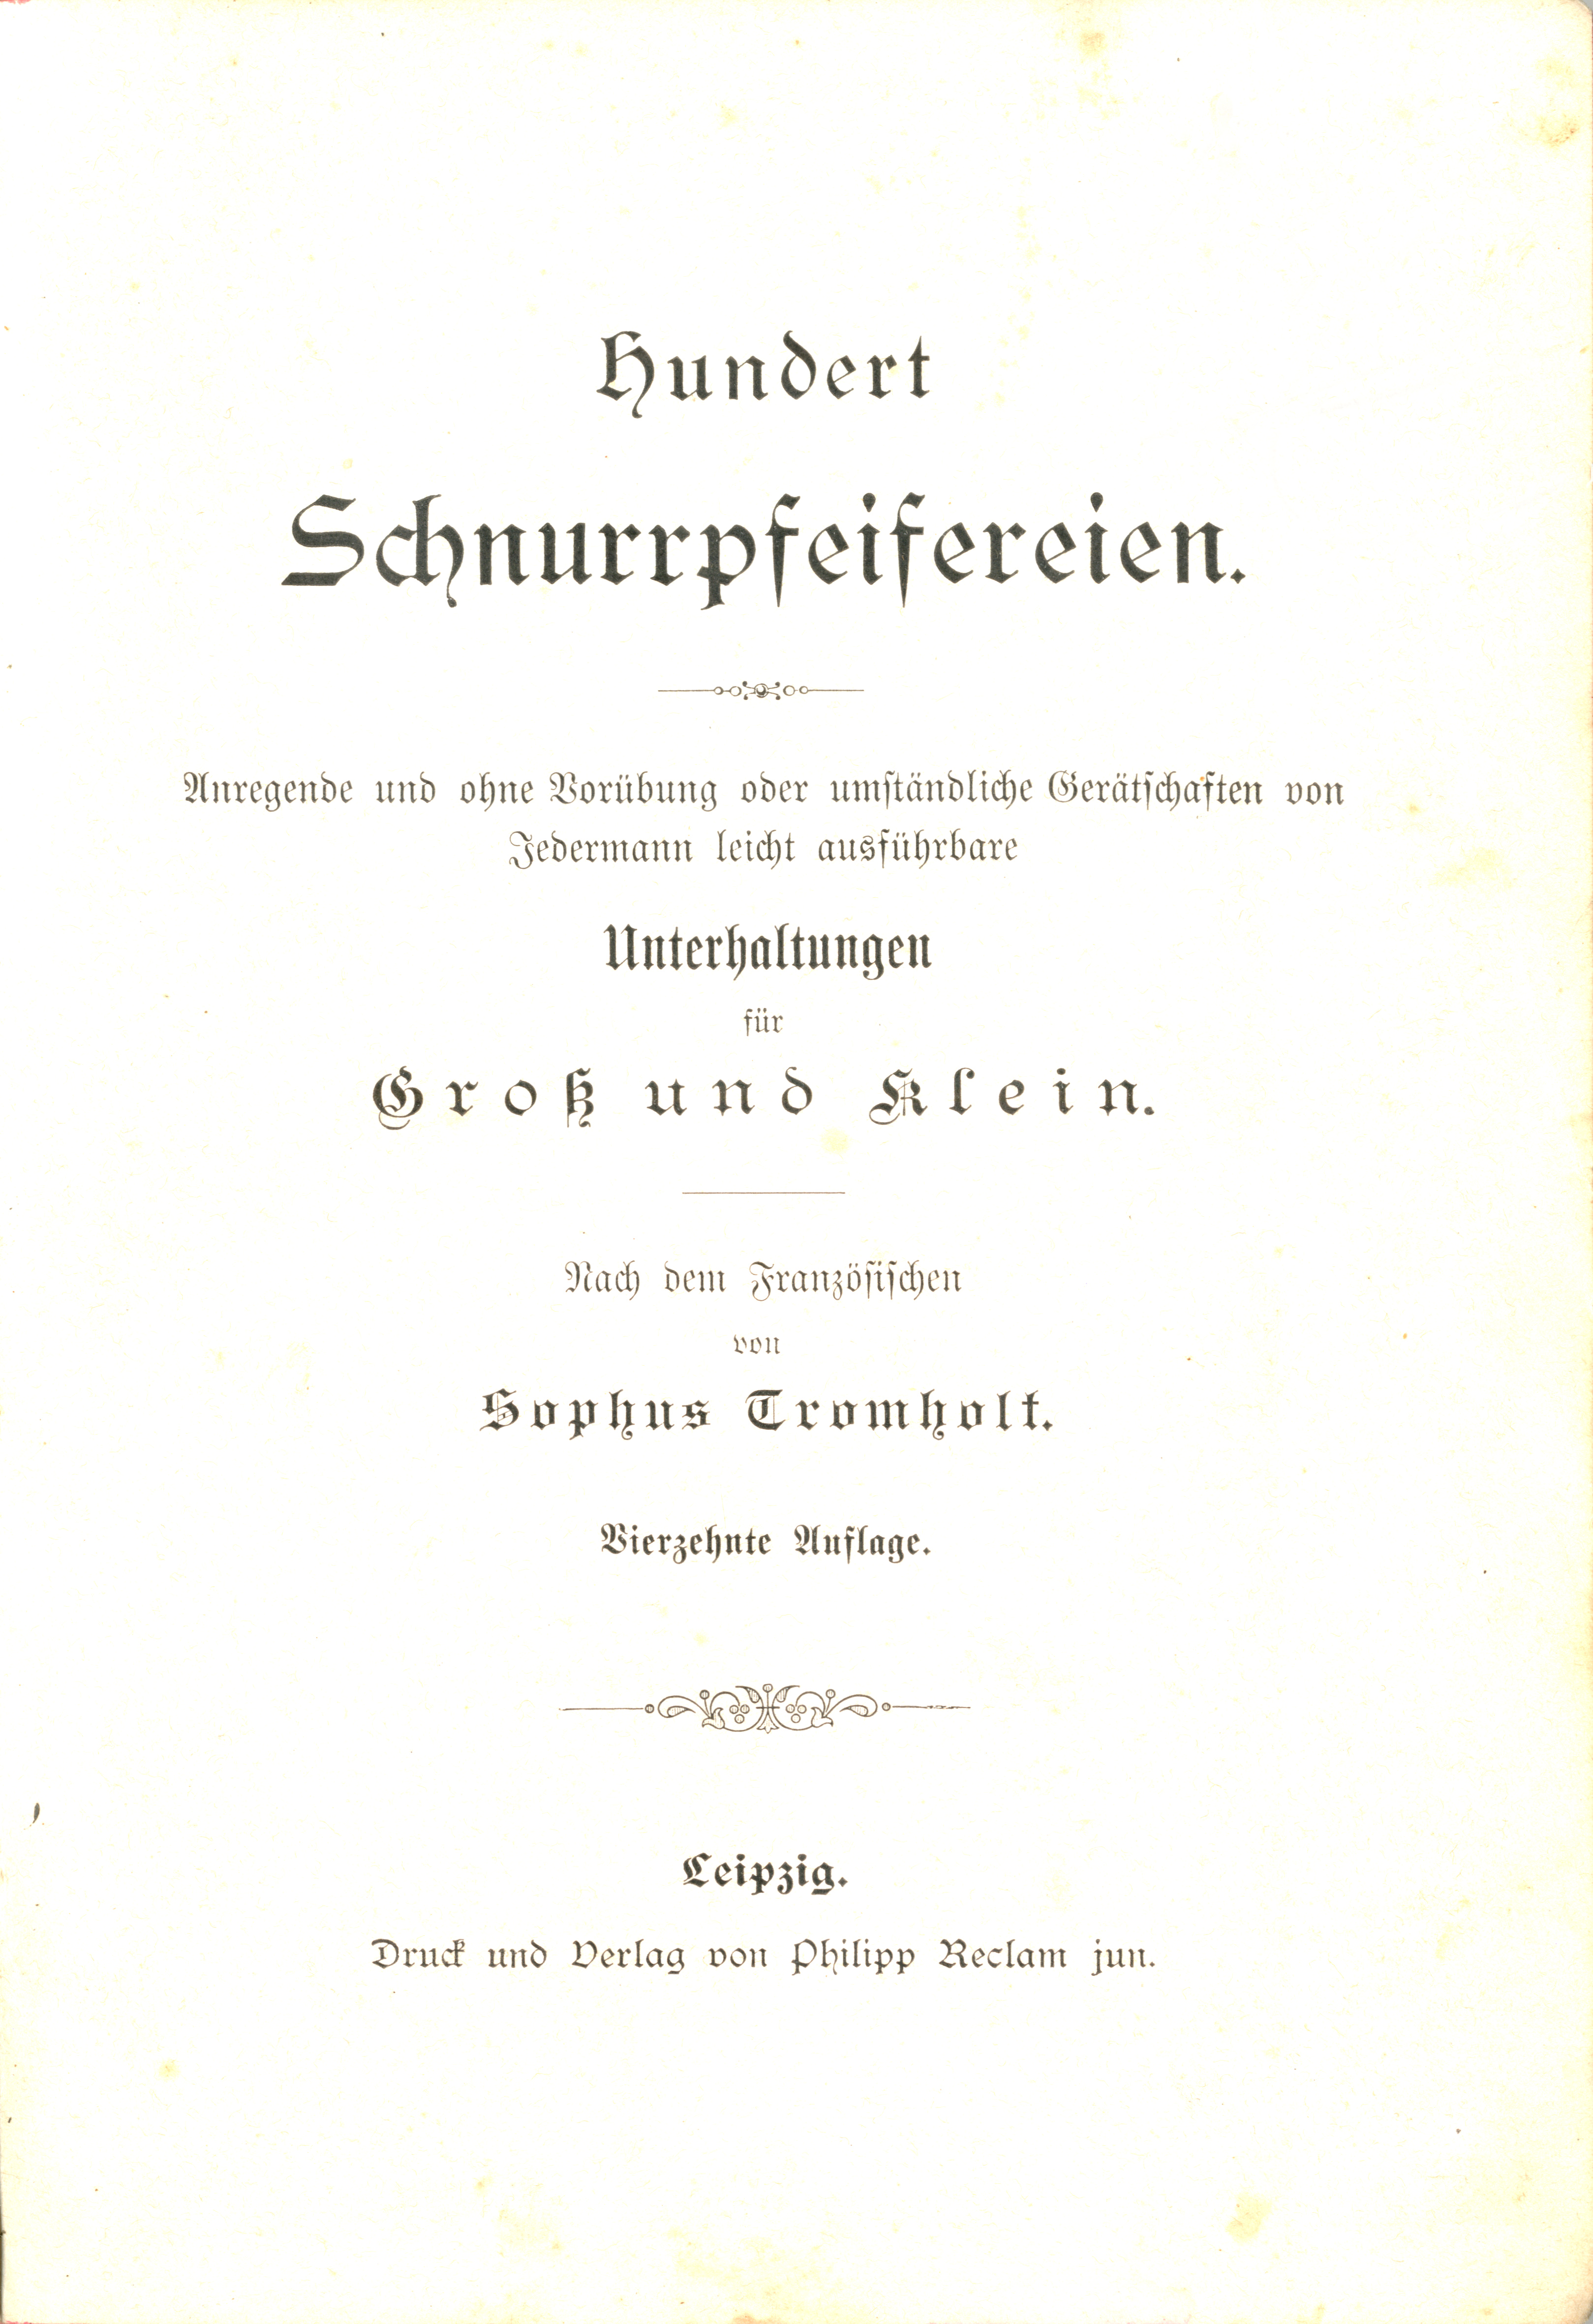 Hundert
Schnurrpfeifereien.
Anregende und ohne Vorübung oder umständliche Gerätschaften von
Jedermann leicht ausführbare
Unterhaltungen
für
Groß und Klein.
Nach dem Französischen
von
Sophus Tromholt.
Vierzehnte Auflage.
Leipzig.
Druck und Verlag von Philipp Reclam jun.